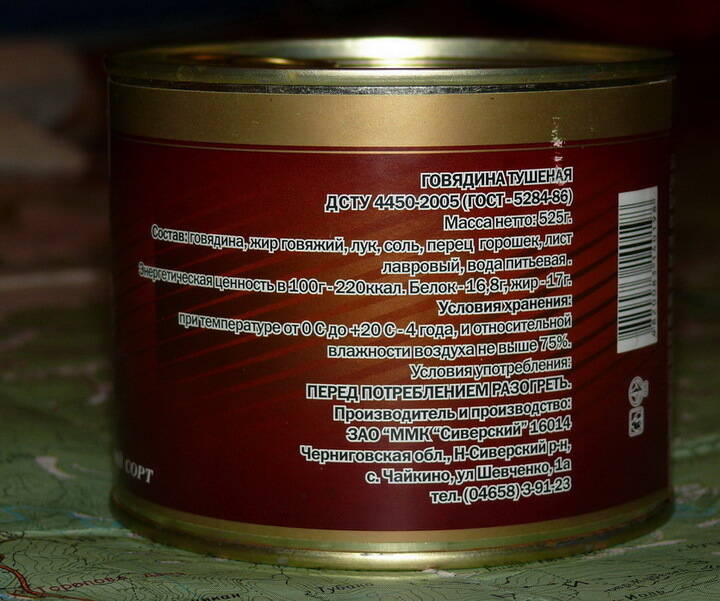 ГОВЯДИНА ТУШЕНАЯ
ДСТУ 4450-2005 (ГОСТ - 5284-86)
Масса нетто: 525г.
Состав: говядина, жир говяжий, лук, соль, перец горошек, лист
лавровый, вода питьевая .
Энергетическая ценность в 100г - 220ккал. Белок - 16,8г, жир - 17г.
Условия хранения:
при температуре от 0 С до +20 С - 4 года, и относительной
влажности воздуха не выше 75%.
Условия употребления:
ПЕРЕД ПОТРЕБЛЕНИЕМ РАЗОГРЕТЬ.
Производитель и производство:
ЗАО "ММК "Сиверский" 16014
Черниговская обл., Н-Сиверский р-н,
с. Чайкино, ул Шевченко, 1а
тел. (04658) 3-91-23
СОРТ